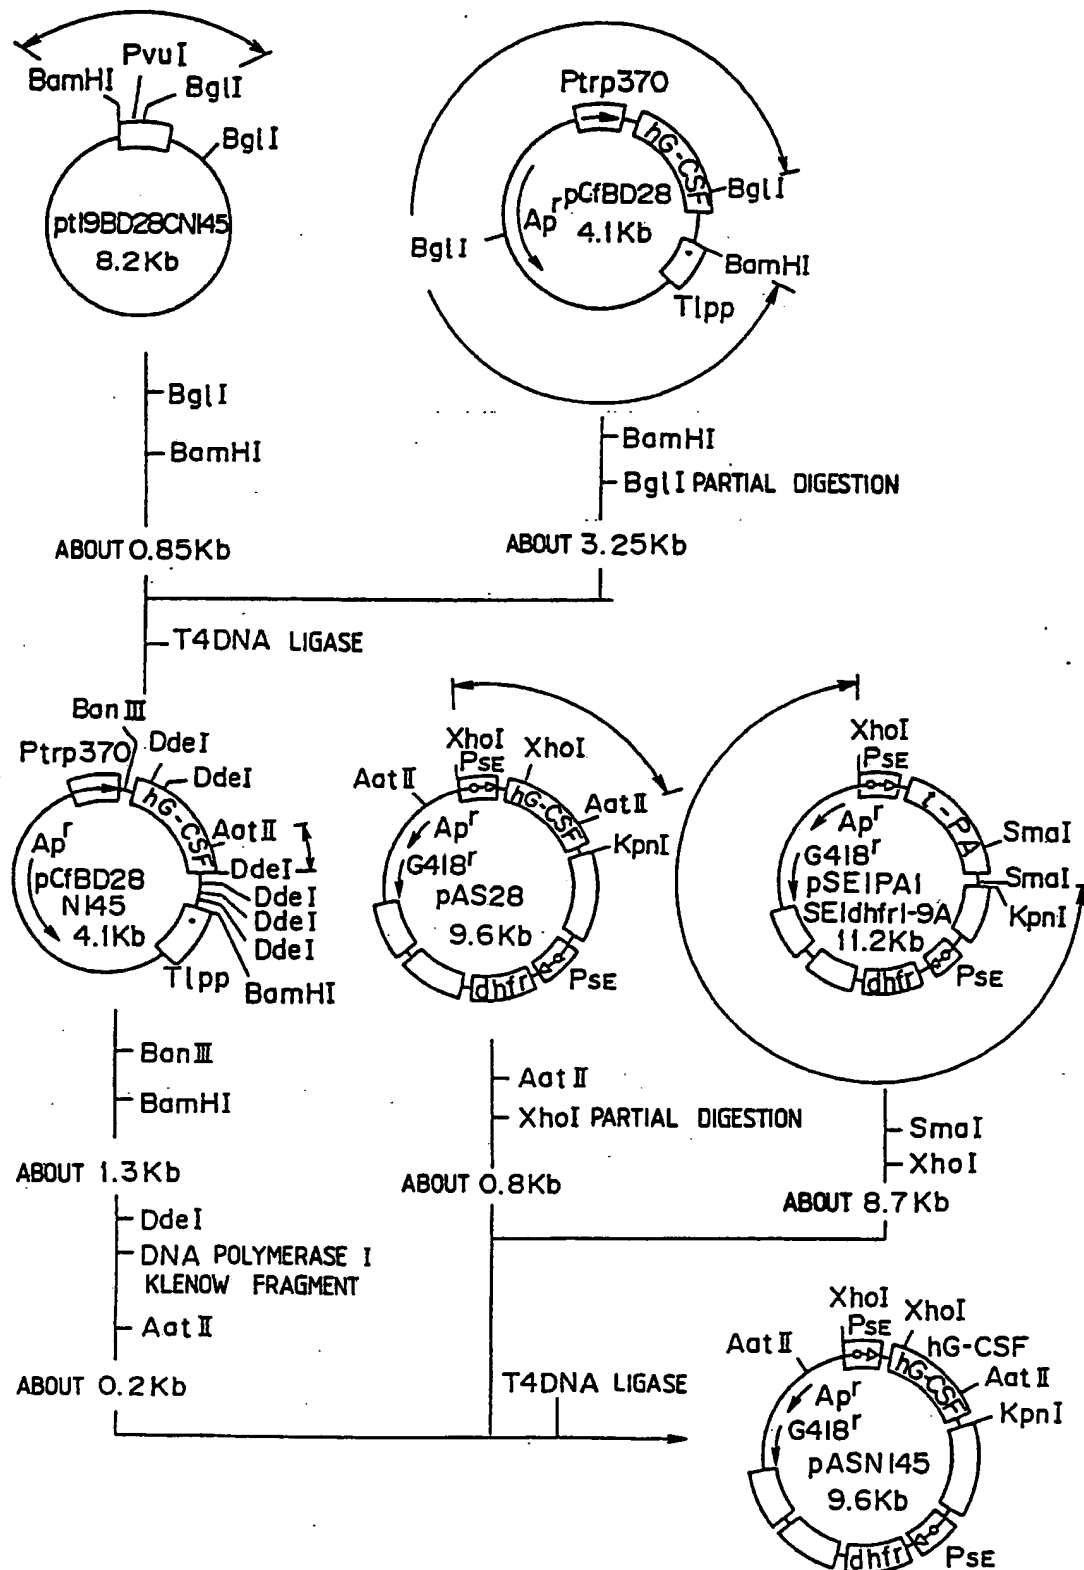 PvuI
BamHI
BglI
BglI
pt19BD28CN145
8.2Kb
Ptrp370
hG-CSF
BglI
Apr
pCfBD28
4.1Kb
BglI
BamHI
Tlpp
BglI
BamHI
ABOUT 0.85Kb
BamHI
BglI PARTIAL DIGESTION
ABOUT 3.25Kb
T4DNA LIGASE
BanIII
Ptrp370
DdeI
DdeI
hG-CSF
AatII
DdeI
DdeI
DdeI
DdeI
Apr
pCfBD28
N145
4.1Kb
Tlpp
BamHI
XhoI
PSE
XhoI
AatII
hG-CSF
AatII
KpnI
Apr
G418r
pAS28
9.6Kb
dhfr
PSE
XhoI
PSE
t-PA
SmaI
SmaI
KpnI
Apr
G418r
pSE1PA1
SE1dhfr1-9A
11.2Kb
dhfr
PSE
BanIII
BamHI
ABOUT 1.3Kb
DdeI
DNA POLYMERASE I
KLENOW FRAGMENT
AatII
ABOUT 0.2Kb
AatII
XhoI PARTIAL DIGESTION
ABOUT 0.8Kb
SmaI
XhoI
ABOUT 8.7Kb
T4DNA LIGASE
XhoI
PSE
XhoI
hG-CSF
AatII
hG-CSF
AatII
KpnI
Apr
G418r
pASN145
9.6Kb
dhfr
PSE